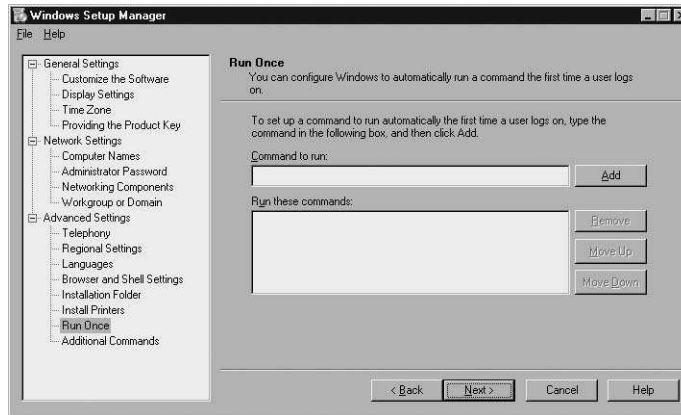 Windows Setup Manager
File Help
General Settings
Customize the Software
Display Settings
Time Zone
Providing the Product Key
Network Settings
Computer Names
Administrator Password
Networking Components
Workgroup or Domain
Advanced Settings
Telephony
Regional Settings
Languages
Browser and Shell Settings
Installation Folder
Install Printers
Run Once
Additional Commands
Run Once
You can configure Windows to automatically run a command the first time a user logs
on.
To set up a command to run automatically the first time a user logs on, type the
command in the following box, and then click Add.
Command to run:
Add
Run these commands:
Remove
Move Up
Move Down
< Back Next > Cancel Help